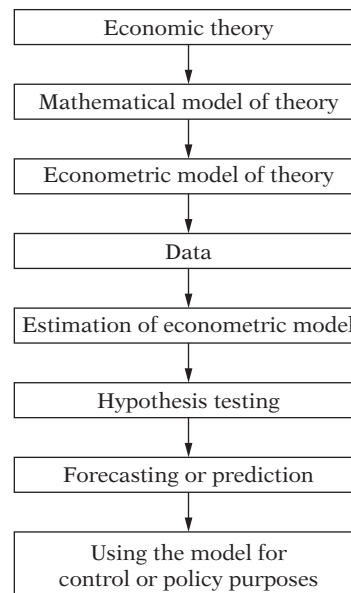 Economic theory
Mathematical model of theory
Econometric model of theory
Data
Estimation of econometric model
Hypothesis testing
Forecasting or prediction
Using the model for
control or policy purposes